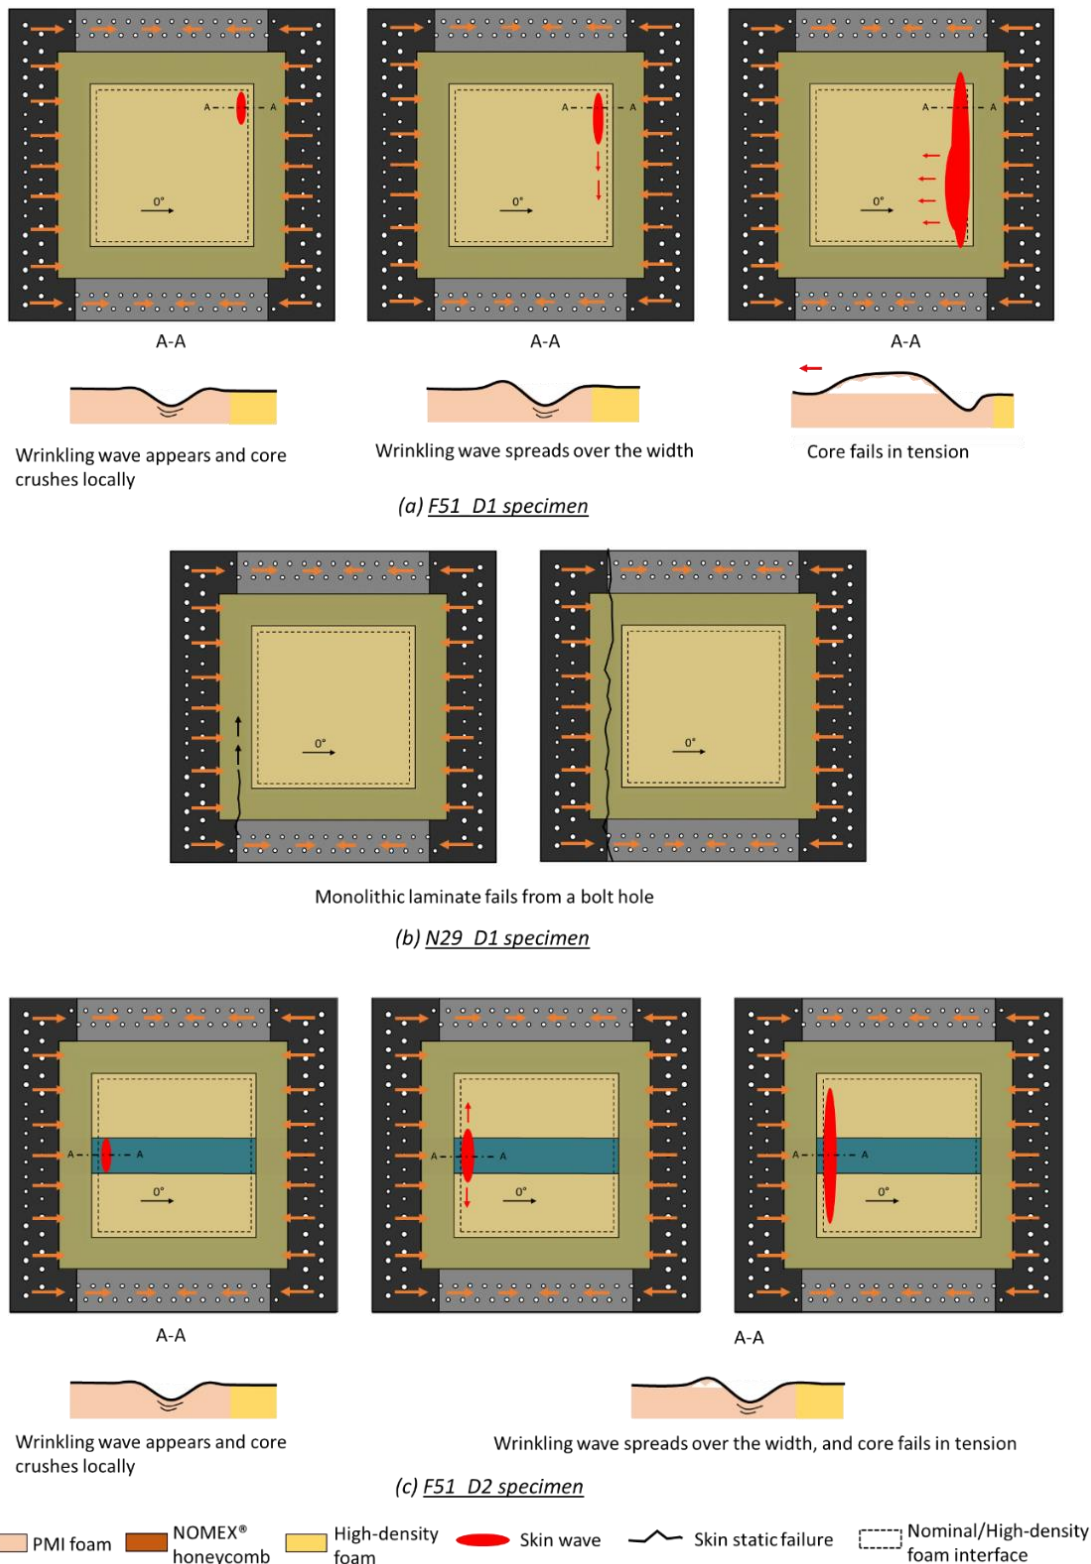 A A A A A A
0° 0° 0°
A-A A-A A-A
Wrinkling wave appears and core
crushes locally
Wrinkling wave spreads over the width
Core fails in tension
(a) F51_D1 specimen
0° 0°
Monolithic laminate fails from a bolt hole
(b) N29_D1 specimen
A A A A A A
0° 0° 0°
A-A A-A
Wrinkling wave appears and core
crushes locally
Wrinkling wave spreads over the width, and core fails in tension
(c) F51_D2 specimen
PMI foam
NOMEX®
honeycomb
High-density
foam
Skin wave
Skin static failure
Nominal/High-density
foam interface